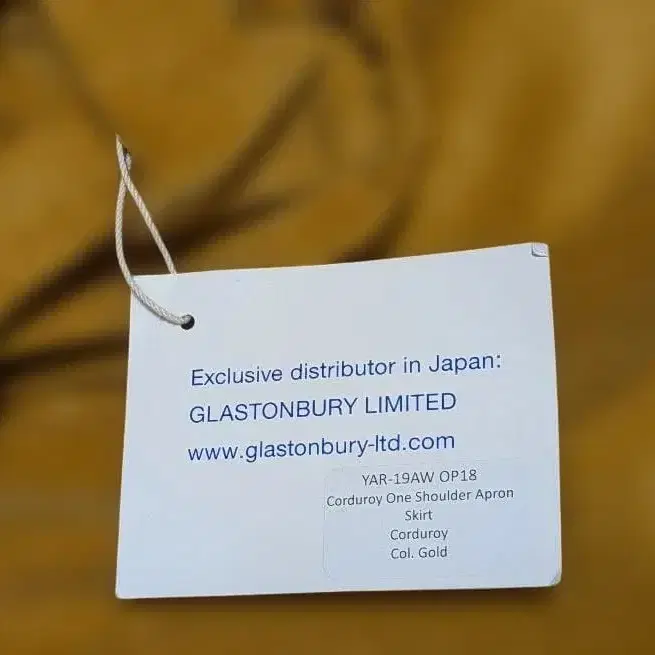 Exclusive distributor in Japan:
GLASTONBURY LIMITED
www.glastonbury-ltd.com
YAR-19AW OP18
Corduroy One Shoulder Apron
Skirt
Corduroy
Col. Gold